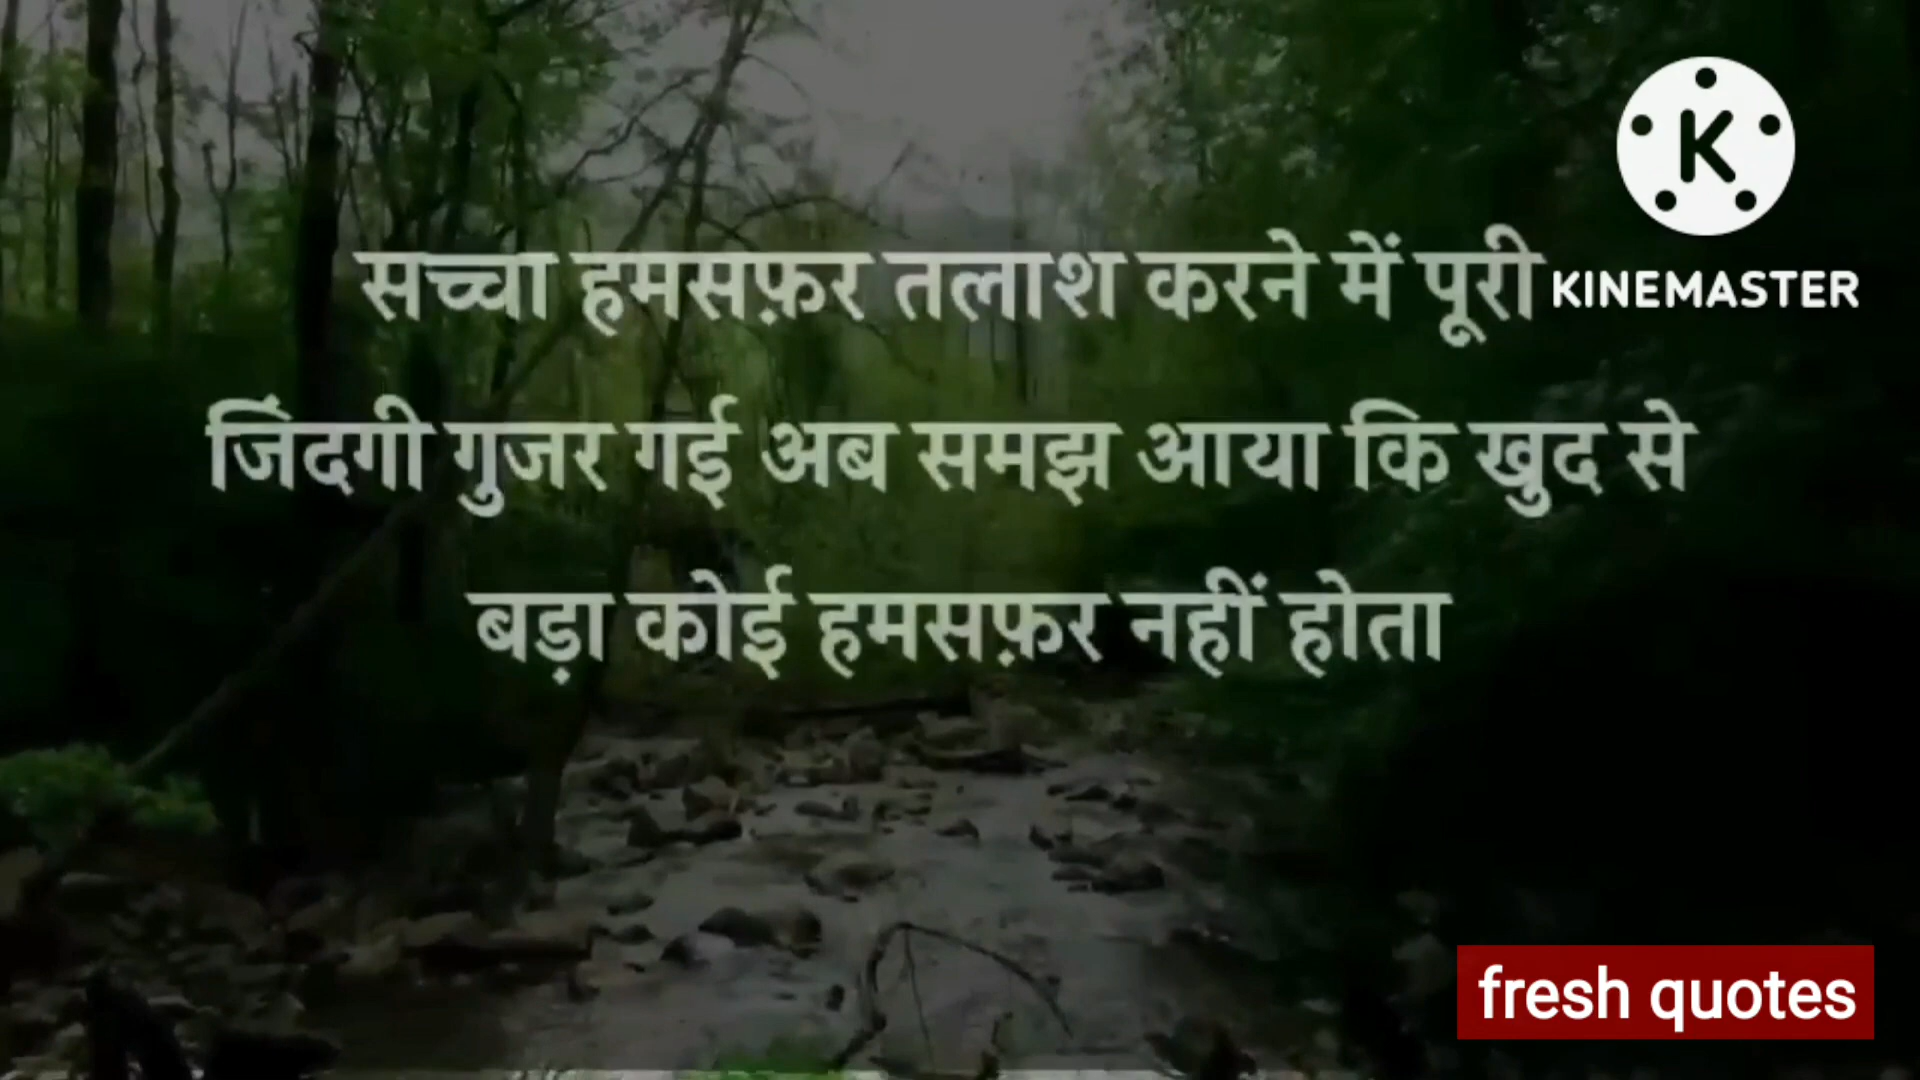 सच्चा हमसफ़र तलाश करने में पूरी
जिंदगी गुजर गई अब समझ आया कि खुद से
बड़ा कोई हमसफ़र नहीं होता
K
KINEMASTER
fresh quotes